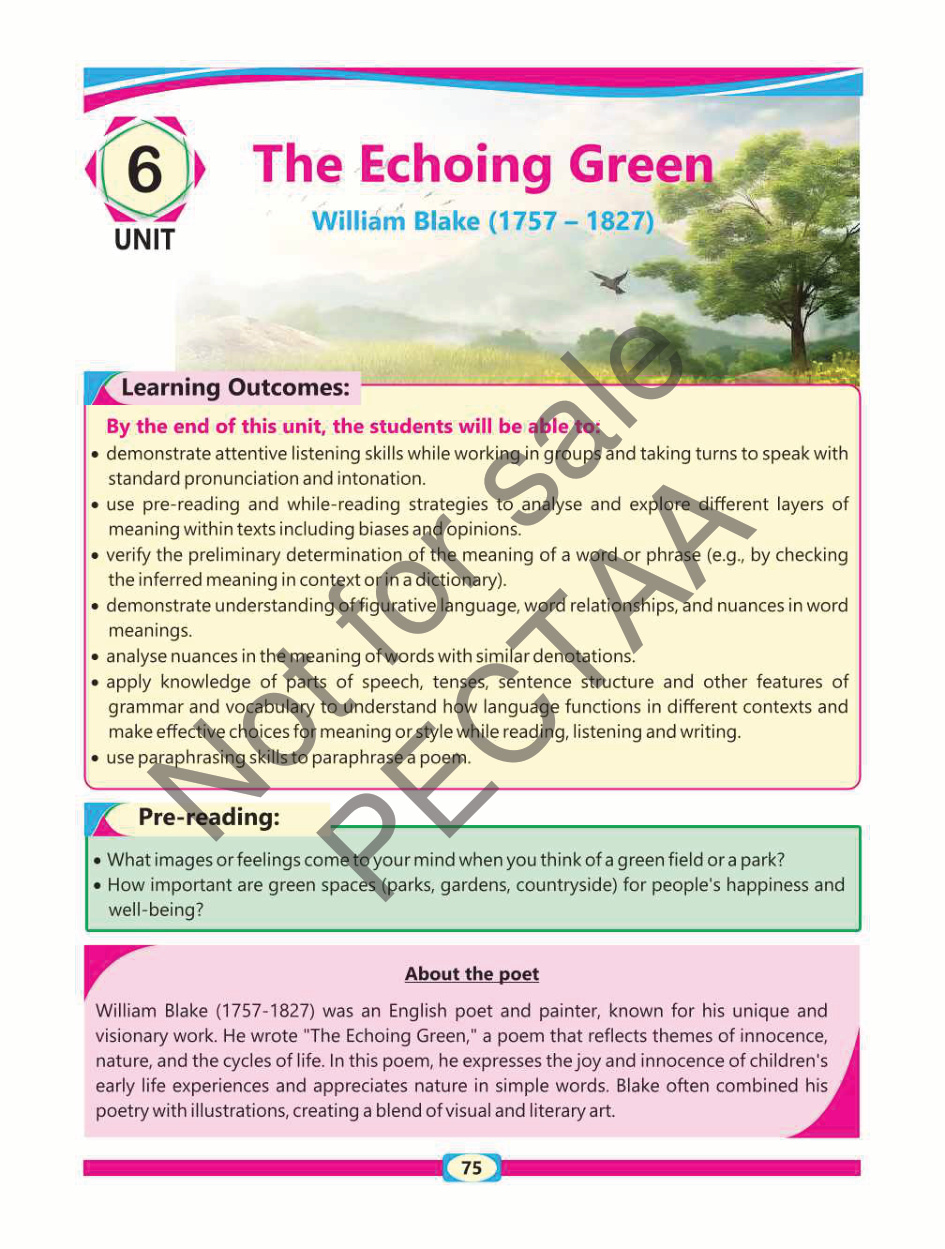 6
UNIT
The Echoing Green
William Blake (1757 – 1827)
Learning Outcomes:
By the end of this unit, the students will be able to:
• demonstrate attentive listening skills while working in groups and taking turns to speak with
standard pronunciation and intonation.
• use pre-reading and while-reading strategies to analyse and explore different layers of
meaning within texts including biases and opinions.
• verify the preliminary determination of the meaning of a word or phrase (e.g., by checking
the inferred meaning in context or in a dictionary).
• demonstrate understanding of figurative language, word relationships, and nuances in word
meanings.
• analyse nuances in the meaning of words with similar denotations.
• apply knowledge of parts of speech, tenses, sentence structure and other features of
grammar and vocabulary to understand how language functions in different contexts and
make effective choices for meaning or style while reading, listening and writing.
• use paraphrasing skills to paraphrase a poem.
Pre-reading:
• What images or feelings come to your mind when you think of a green field or a park?
• How important are green spaces (parks, gardens, countryside) for people's happiness and
well-being?
About the poet
William Blake (1757-1827) was an English poet and painter, known for his unique and
visionary work. He wrote "The Echoing Green," a poem that reflects themes of innocence,
nature, and the cycles of life. In this poem, he expresses the joy and innocence of children's
early life experiences and appreciates nature in simple words. Blake often combined his
poetry with illustrations, creating a blend of visual and literary art.
75
Not for sale
PECTAA